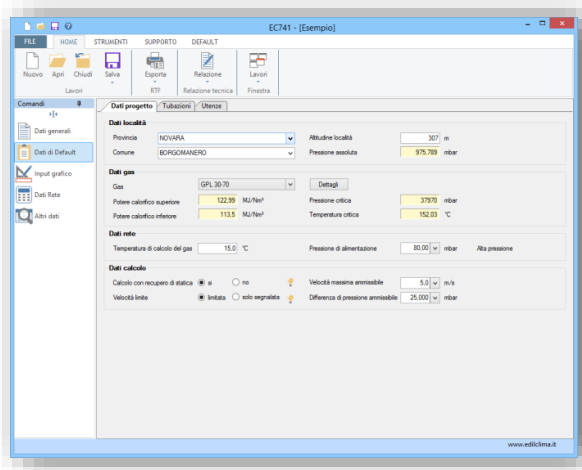 EC741 - [Esempio]
FILE HOME STRUMENTI SUPPORTO DEFAULT
Nuovo Apri Chiudi Salva Esporta Relazione Lavori
Lavori RTF Relazione tecnica Finestra
Comandi
Dati progetto Tubazioni Utenze
Dati generali
Dati di Default
Input grafico
Dati Rete
Altri dati
Dati località
Provincia NOVARA Altitudine località 307 m
Comune BORGOMANERO Pressione assoluta 975,789 mbar
Dati gas
Gas GPL 30-70 Dettagli
Potere calorifico superiore 122,99 MJ/Nm³ Pressione critica 37970 mbar
Potere calorifico inferiore 113,5 MJ/Nm³ Temperatura critica 152,03 °C
Dati rete
Temperatura di calcolo del gas 15,0 °C Pressione di alimentazione 80,00 mbar Alta pressione
Dati calcolo
Calcolo con recupero di statica si no Velocità massima ammissibile 5,0 m/s
Velocità limite limitata solo segnalata Differenza di pressione ammissibile 25,000 mbar
www.edilclima.it